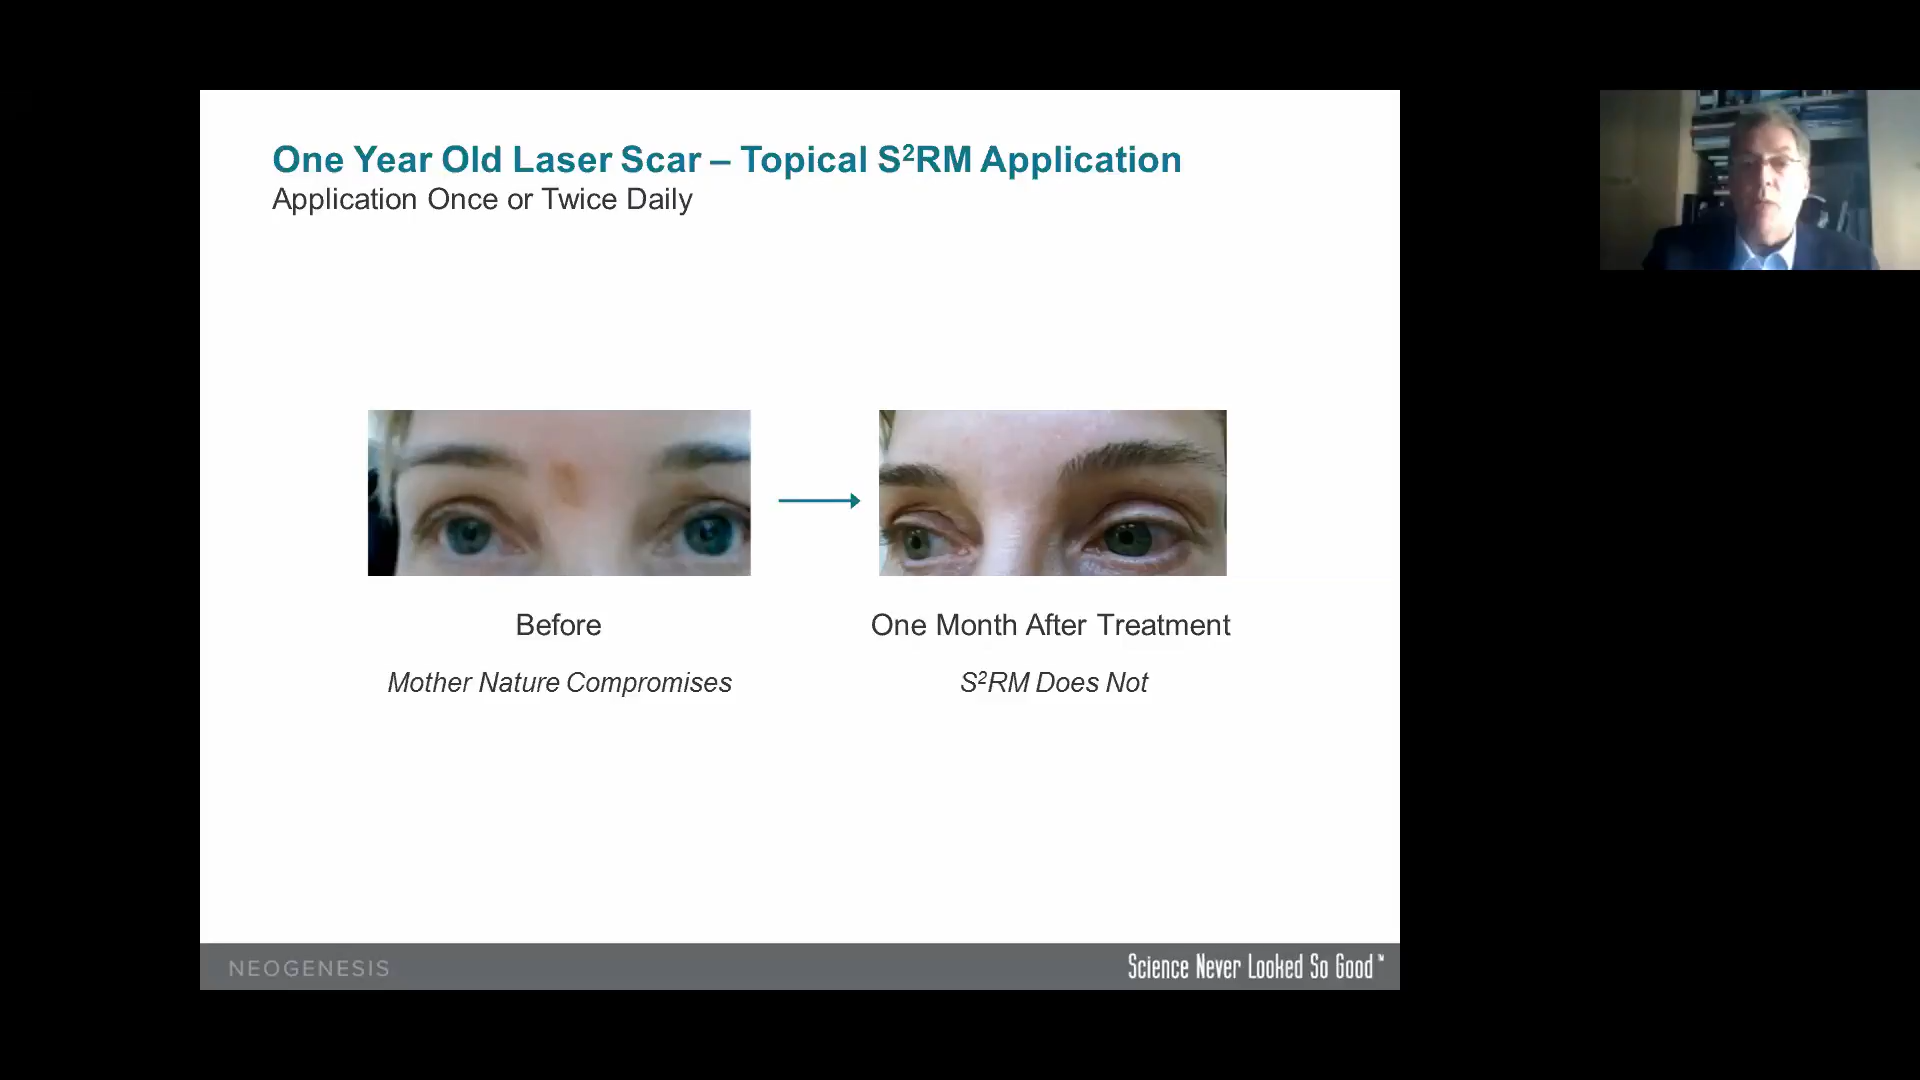 One Year Old Laser Scar – Topical S²RM Application
Application Once or Twice Daily
Before
One Month After Treatment
Mother Nature Compromises
S²RM Does Not
NEOGENESIS
Science Never Looked So Good™